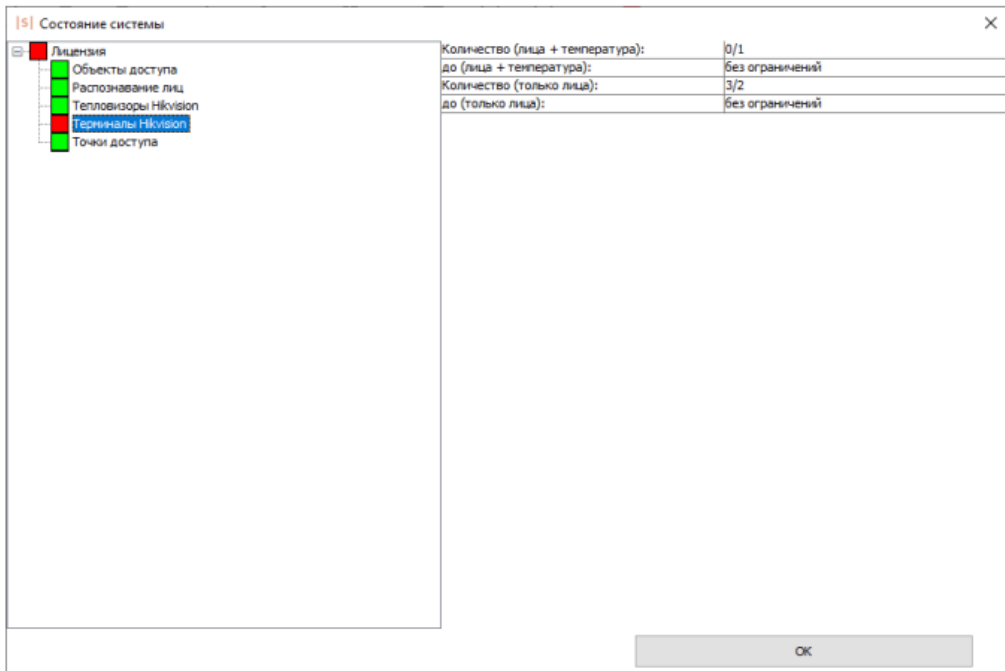 |S| Состояние системы
Лицензия
Объекты доступа
Распознавание лиц
Тепловизоры Hikvision
Терминалы Hikvision
Точки доступа
Количество (лица + температура): 0/1
до (лица + температура): без ограничений
Количество (только лица): 3/2
до (только лица): без ограничений
ОК